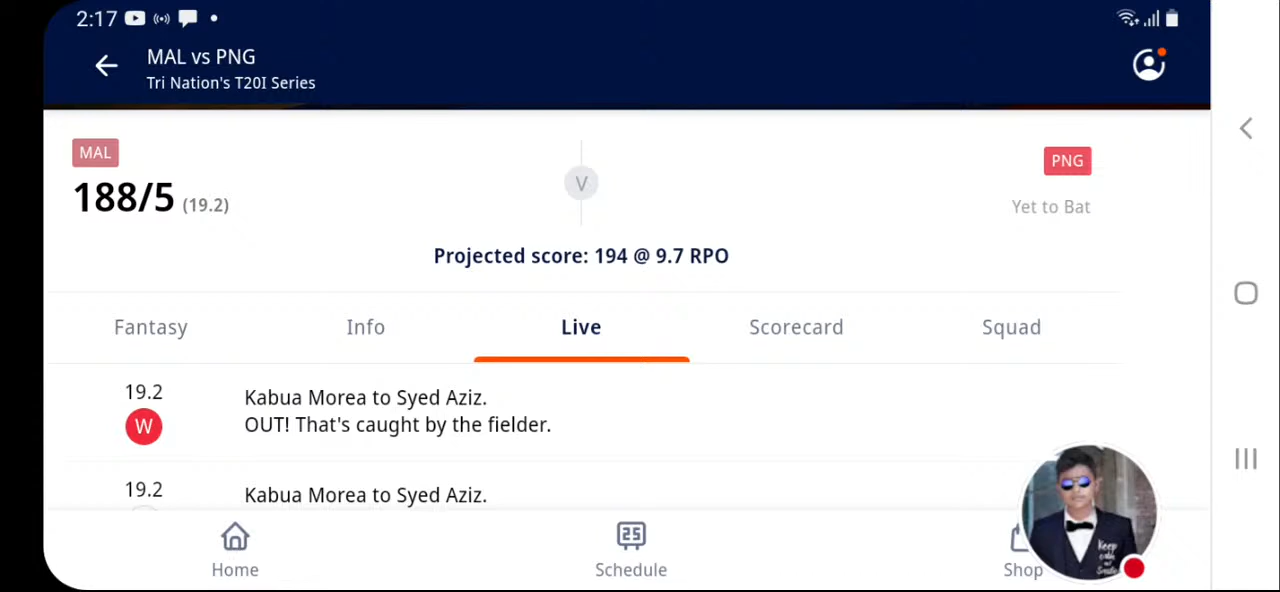 2:17
MAL vs PNG
Tri Nation's T20I Series
MAL
188/5 (19.2)
V
PNG
Yet to Bat
Projected score: 194 @ 9.7 RPO
Fantasy Info Live Scorecard Squad
19.2
W
Kabua Morea to Syed Aziz.
OUT! That's caught by the fielder.
19.2
Kabua Morea to Syed Aziz.
25
Home Schedule Shop
Keep
Smile